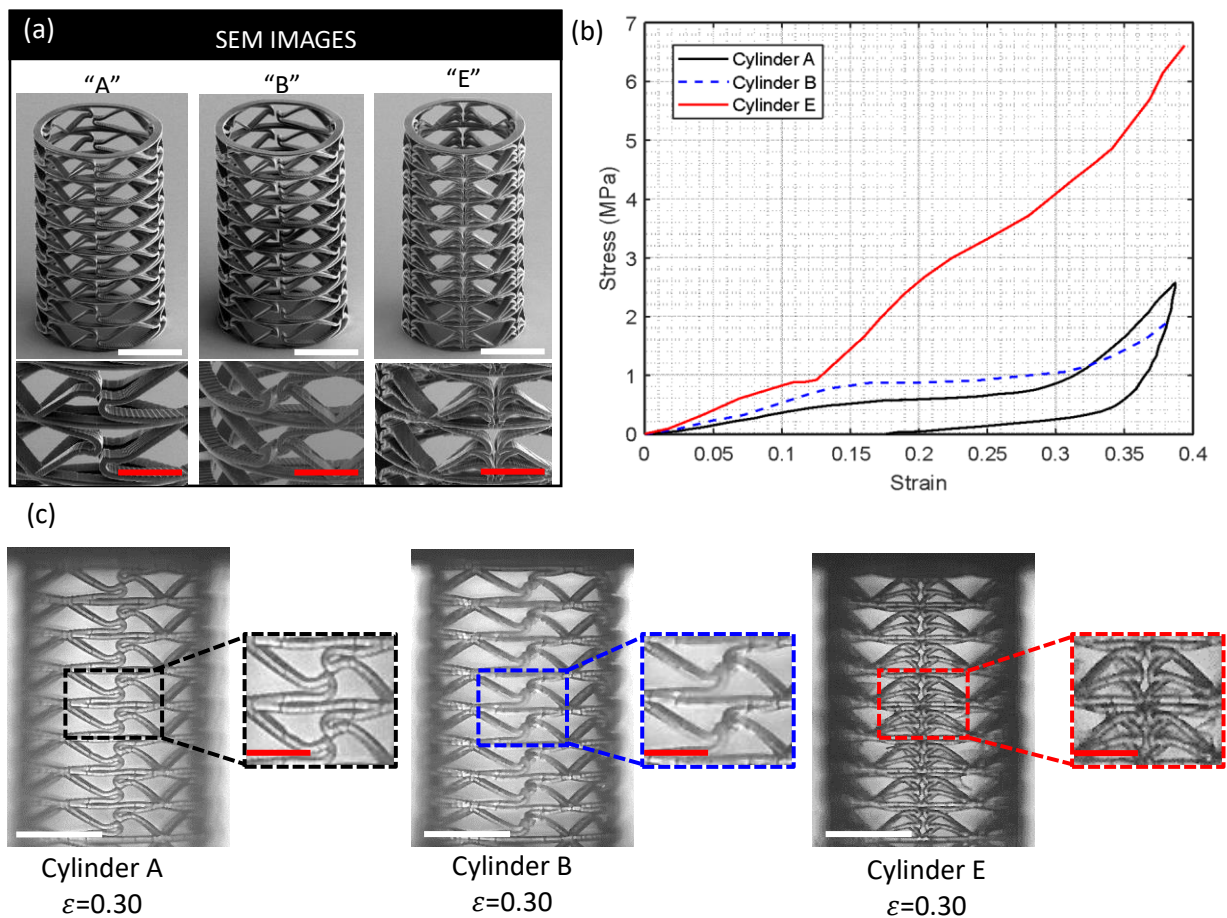 (a)
SEM IMAGES
“A”
“B”
“E”
(b)
7
6
5
4
3
2
1
0
Stress (MPa)
Cylinder A
Cylinder B
Cylinder E
0
0.05
0.1
0.15
0.2
0.25
0.3
0.35
0.4
Strain
(c)
Cylinder A
ε=0.30
Cylinder B
ε=0.30
Cylinder E
ε=0.30